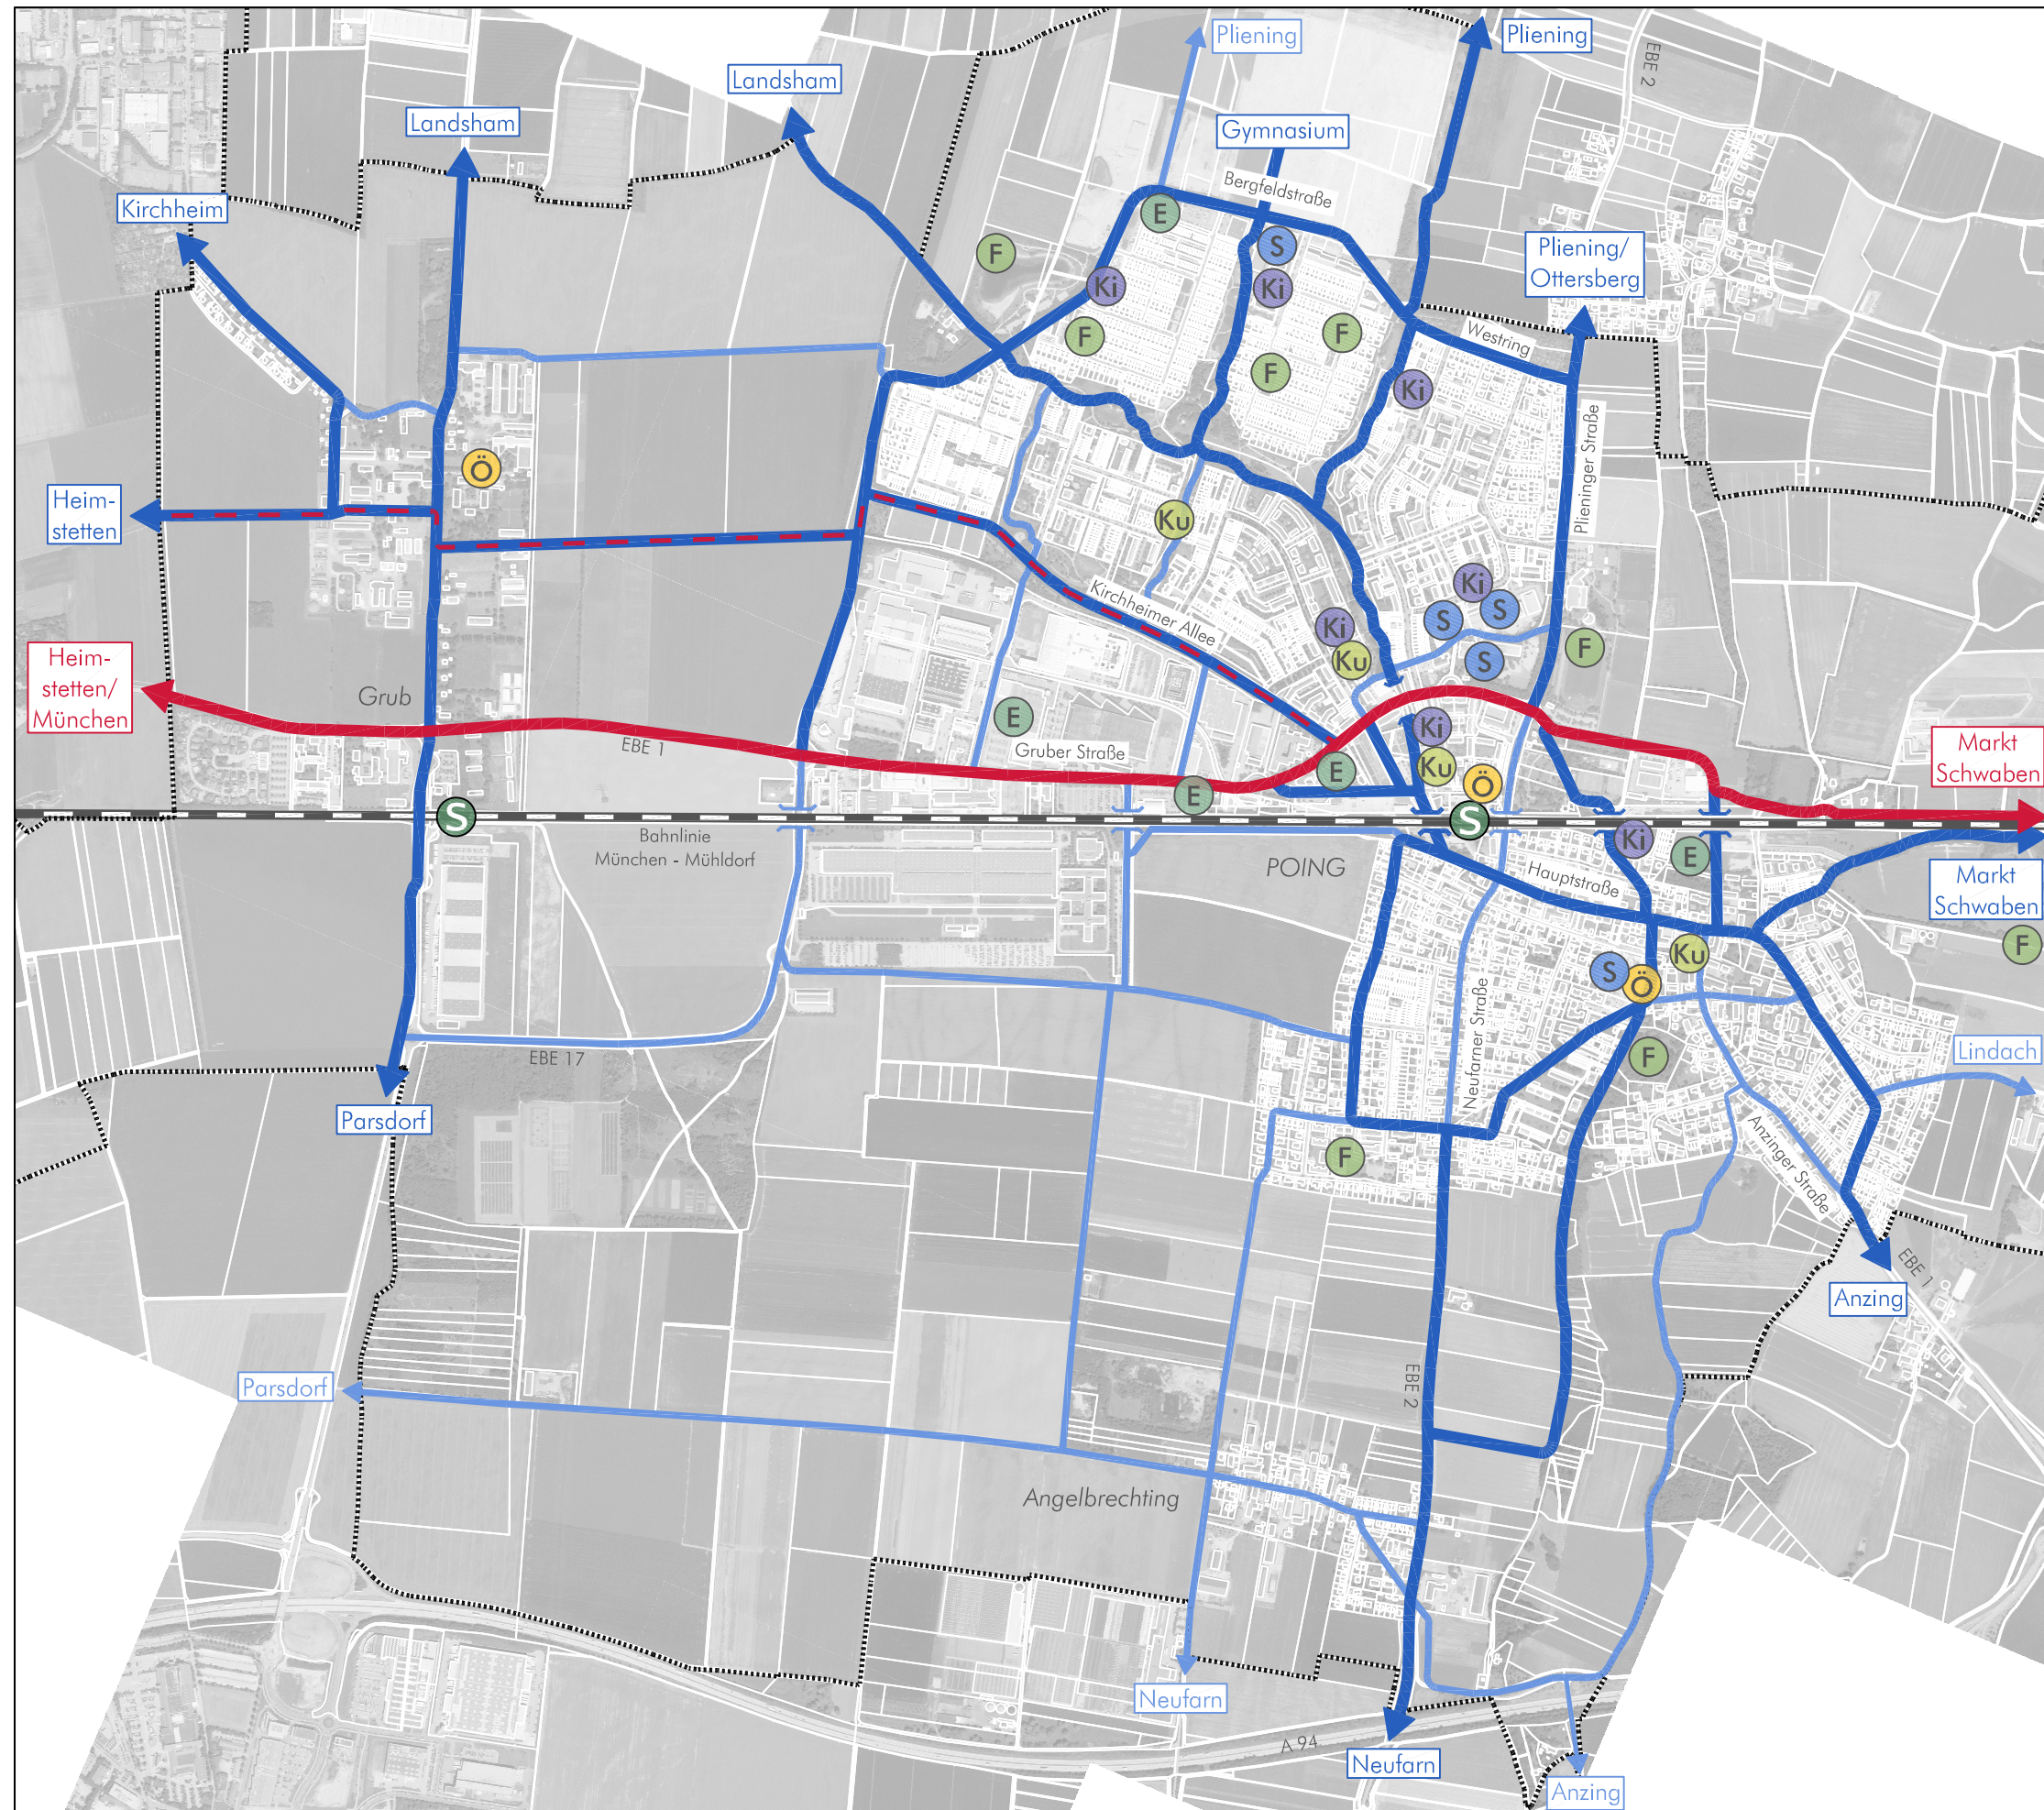 Pliening
Pliening
EBE 2
Landsham
Landsham
Gymnasium
Bergfeldstraße
Kirchheim
E
F
S
Pliening/
Ottersberg
Ki
Ki
F
F
Westring
F
Ki
Ö
Plieninger Straße
Heim-
stetten
Ku
Kirchheimer Allee
Ki
S
S
Ki
Ku
S
F
Heim-
stetten/
München
Grub
E
EBE 1
Gruber Straße
Ki
Ku
E
Ö
E
Markt
Schwaben
S
S
Bahnlinie
München - Mühldorf
POING
Ki
E
Hauptstraße
Markt
Schwaben
F
Ku
S
Ö
Neufarner Straße
EBE 17
F
Lindach
Parsdorf
F
Anzinger Straße
EBE 1
Anzing
Parsdorf
EBE 2
Angelbrechting
Neufarn
A 94
Neufarn
Anzing